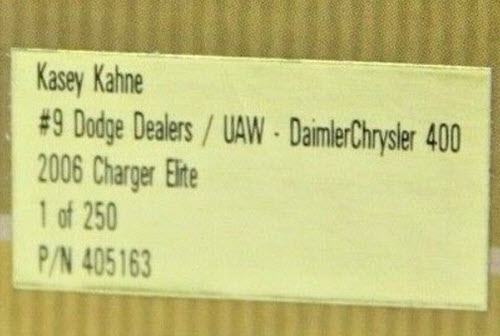 Kasey Kahne
#9 Dodge Dealers / UAW - DaimlerChrysler 400
2006 Charger Elite
1 of 250
P/N 405163